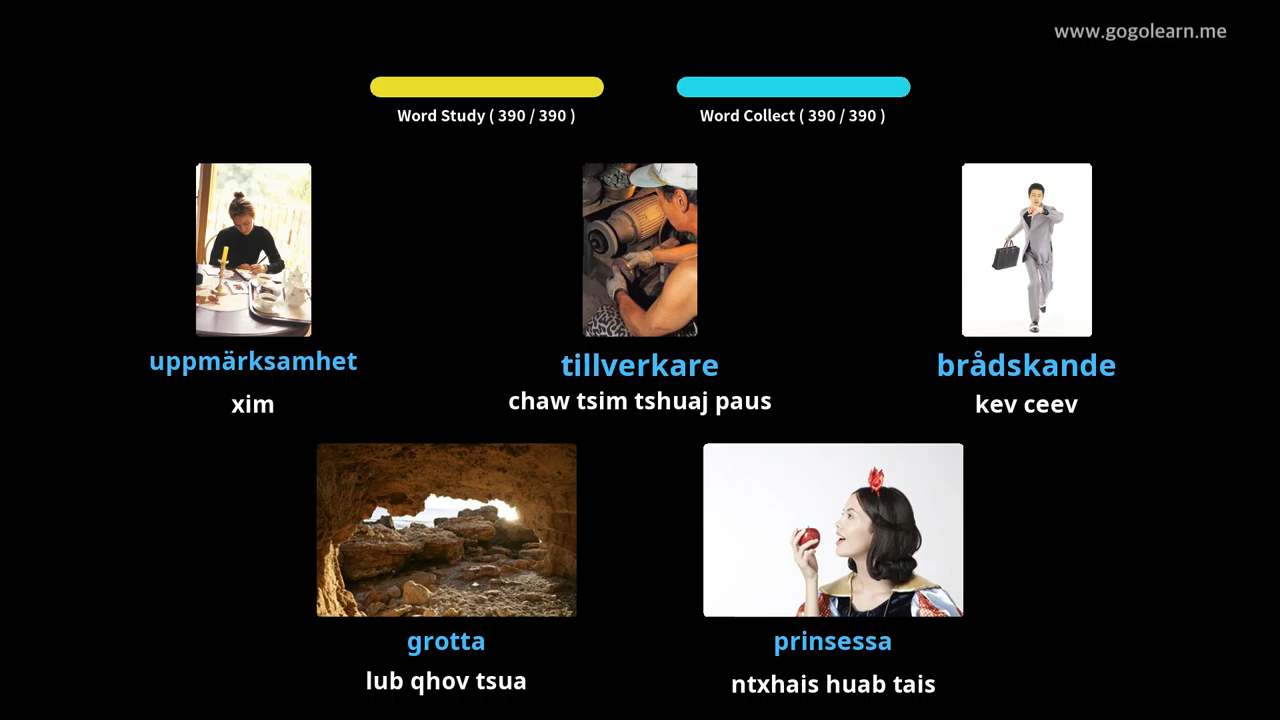 www.gogolearn.me
Word Study ( 390 / 390 )
Word Collect ( 390 / 390 )
uppmärksamhet
xim
tillverkare
chaw tsim tshuaj paus
brådskande
kev ceev
grotta
lub qhov tsua
prinsessa
ntxhais huab tais